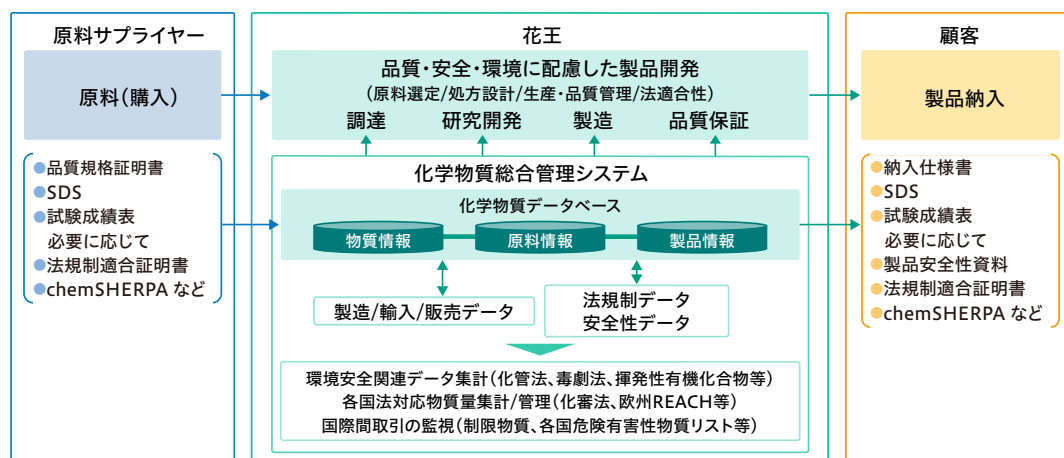 原料サプライヤー
原料(購入)
●品質規格証明書
●SDS
●試験成績表
必要に応じて
●法規制適合証明書
●chemSHERPA など
花王
品質・安全・環境に配慮した製品開発
(原料選定/処方設計/生産・品質管理/法適合性)
調達 研究開発 製造 品質保証
化学物質総合管理システム
化学物質データベース
物質情報 原料情報 製品情報
製造/輸入/販売データ
法規制データ
安全性データ
環境安全関連データ集計(化管法、毒劇法、揮発性有機化合物等)
各国法対応物質量集計/管理(化審法、欧州REACH等)
国際間取引の監視(制限物質、各国危険有害性物質リスト等)
顧客
製品納入
●納入仕様書
●SDS
●試験成績表
必要に応じて
●製品安全性資料
●法規制適合証明書
●chemSHERPA など